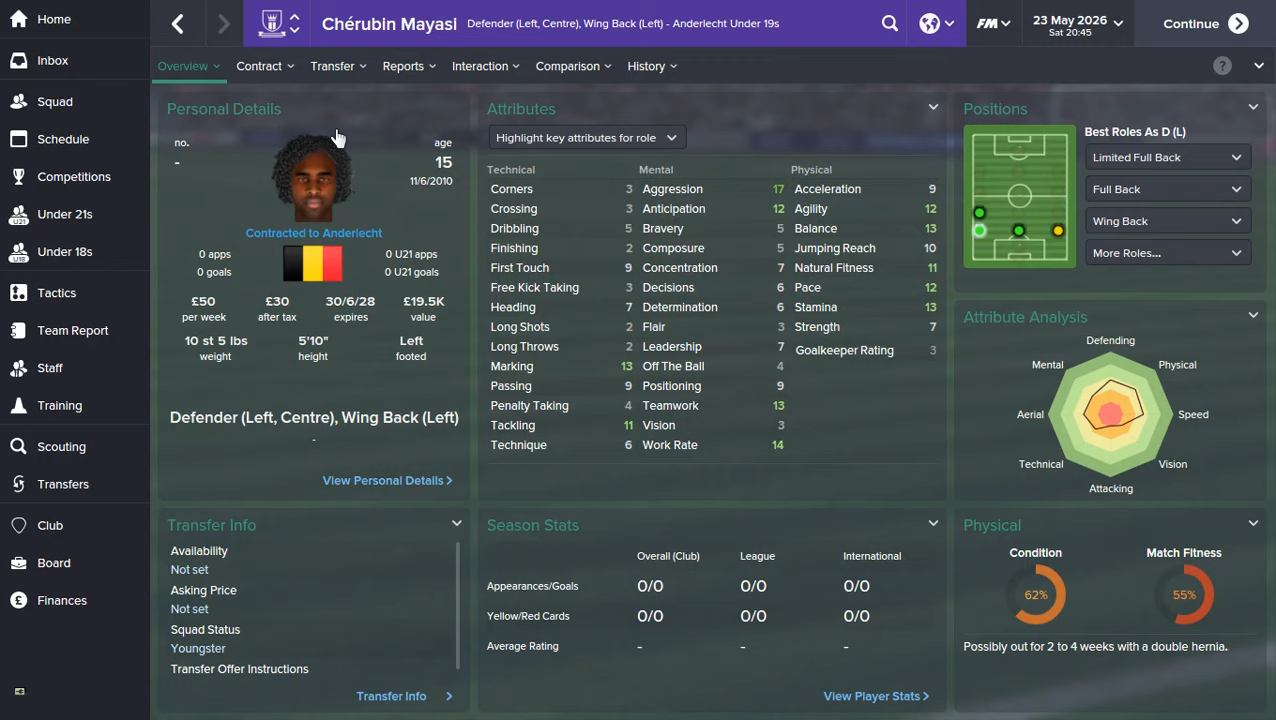 Home
Inbox
Squad
Schedule
Competitions
U21 Under 21s
U18 Under 18s
Tactics
Team Report
Staff
Training
Scouting
Transfers
Club
Board
£ Finances
Chérubin Mayasi Defender (Left, Centre), Wing Back (Left) - Anderlecht Under 19s
FM
23 May 2026
Sat 20:45
Continue
Overview Contract Transfer Reports Interaction Comparison History
?
Personal Details
no.
-
age
15
11/6/2010
Contracted to Anderlecht
0 apps 0 U21 apps
0 goals 0 U21 goals
£50 £30 30/6/28 £19.5K
per week after tax expires value
10 st 5 lbs 5'10" Left
weight height footed
Defender (Left, Centre), Wing Back (Left)
-
View Personal Details >
Attributes
Highlight key attributes for role
Technical Mental Physical
Corners 3 Aggression 17 Acceleration 9
Crossing 3 Anticipation 12 Agility 12
Dribbling 5 Bravery 5 Balance 13
Finishing 2 Composure 5 Jumping Reach 10
First Touch 9 Concentration 7 Natural Fitness 11
Free Kick Taking 3 Decisions 6 Pace 12
Heading 7 Determination 6 Stamina 13
Long Shots 2 Flair 3 Strength 7
Long Throws 2 Leadership 7 Goalkeeper Rating 3
Marking 13 Off The Ball 4
Passing 9 Positioning 9
Penalty Taking 4 Teamwork 13
Tackling 11 Vision 3
Technique 6 Work Rate 14
Positions
Best Roles As D (L)
Limited Full Back
Full Back
Wing Back
More Roles...
Attribute Analysis
Defending
Mental Physical
Aerial Speed
Technical Vision
Attacking
Transfer Info
Availability
Not set
Asking Price
Not set
Squad Status
Youngster
Transfer Offer Instructions
Transfer Info >
Season Stats
Overall (Club) League International
Appearances/Goals 0/0 0/0 0/0
Yellow/Red Cards 0/0 0/0 0/0
Average Rating - - -
View Player Stats >
Physical
Condition Match Fitness
62% 55%
Possibly out for 2 to 4 weeks with a double hernia.